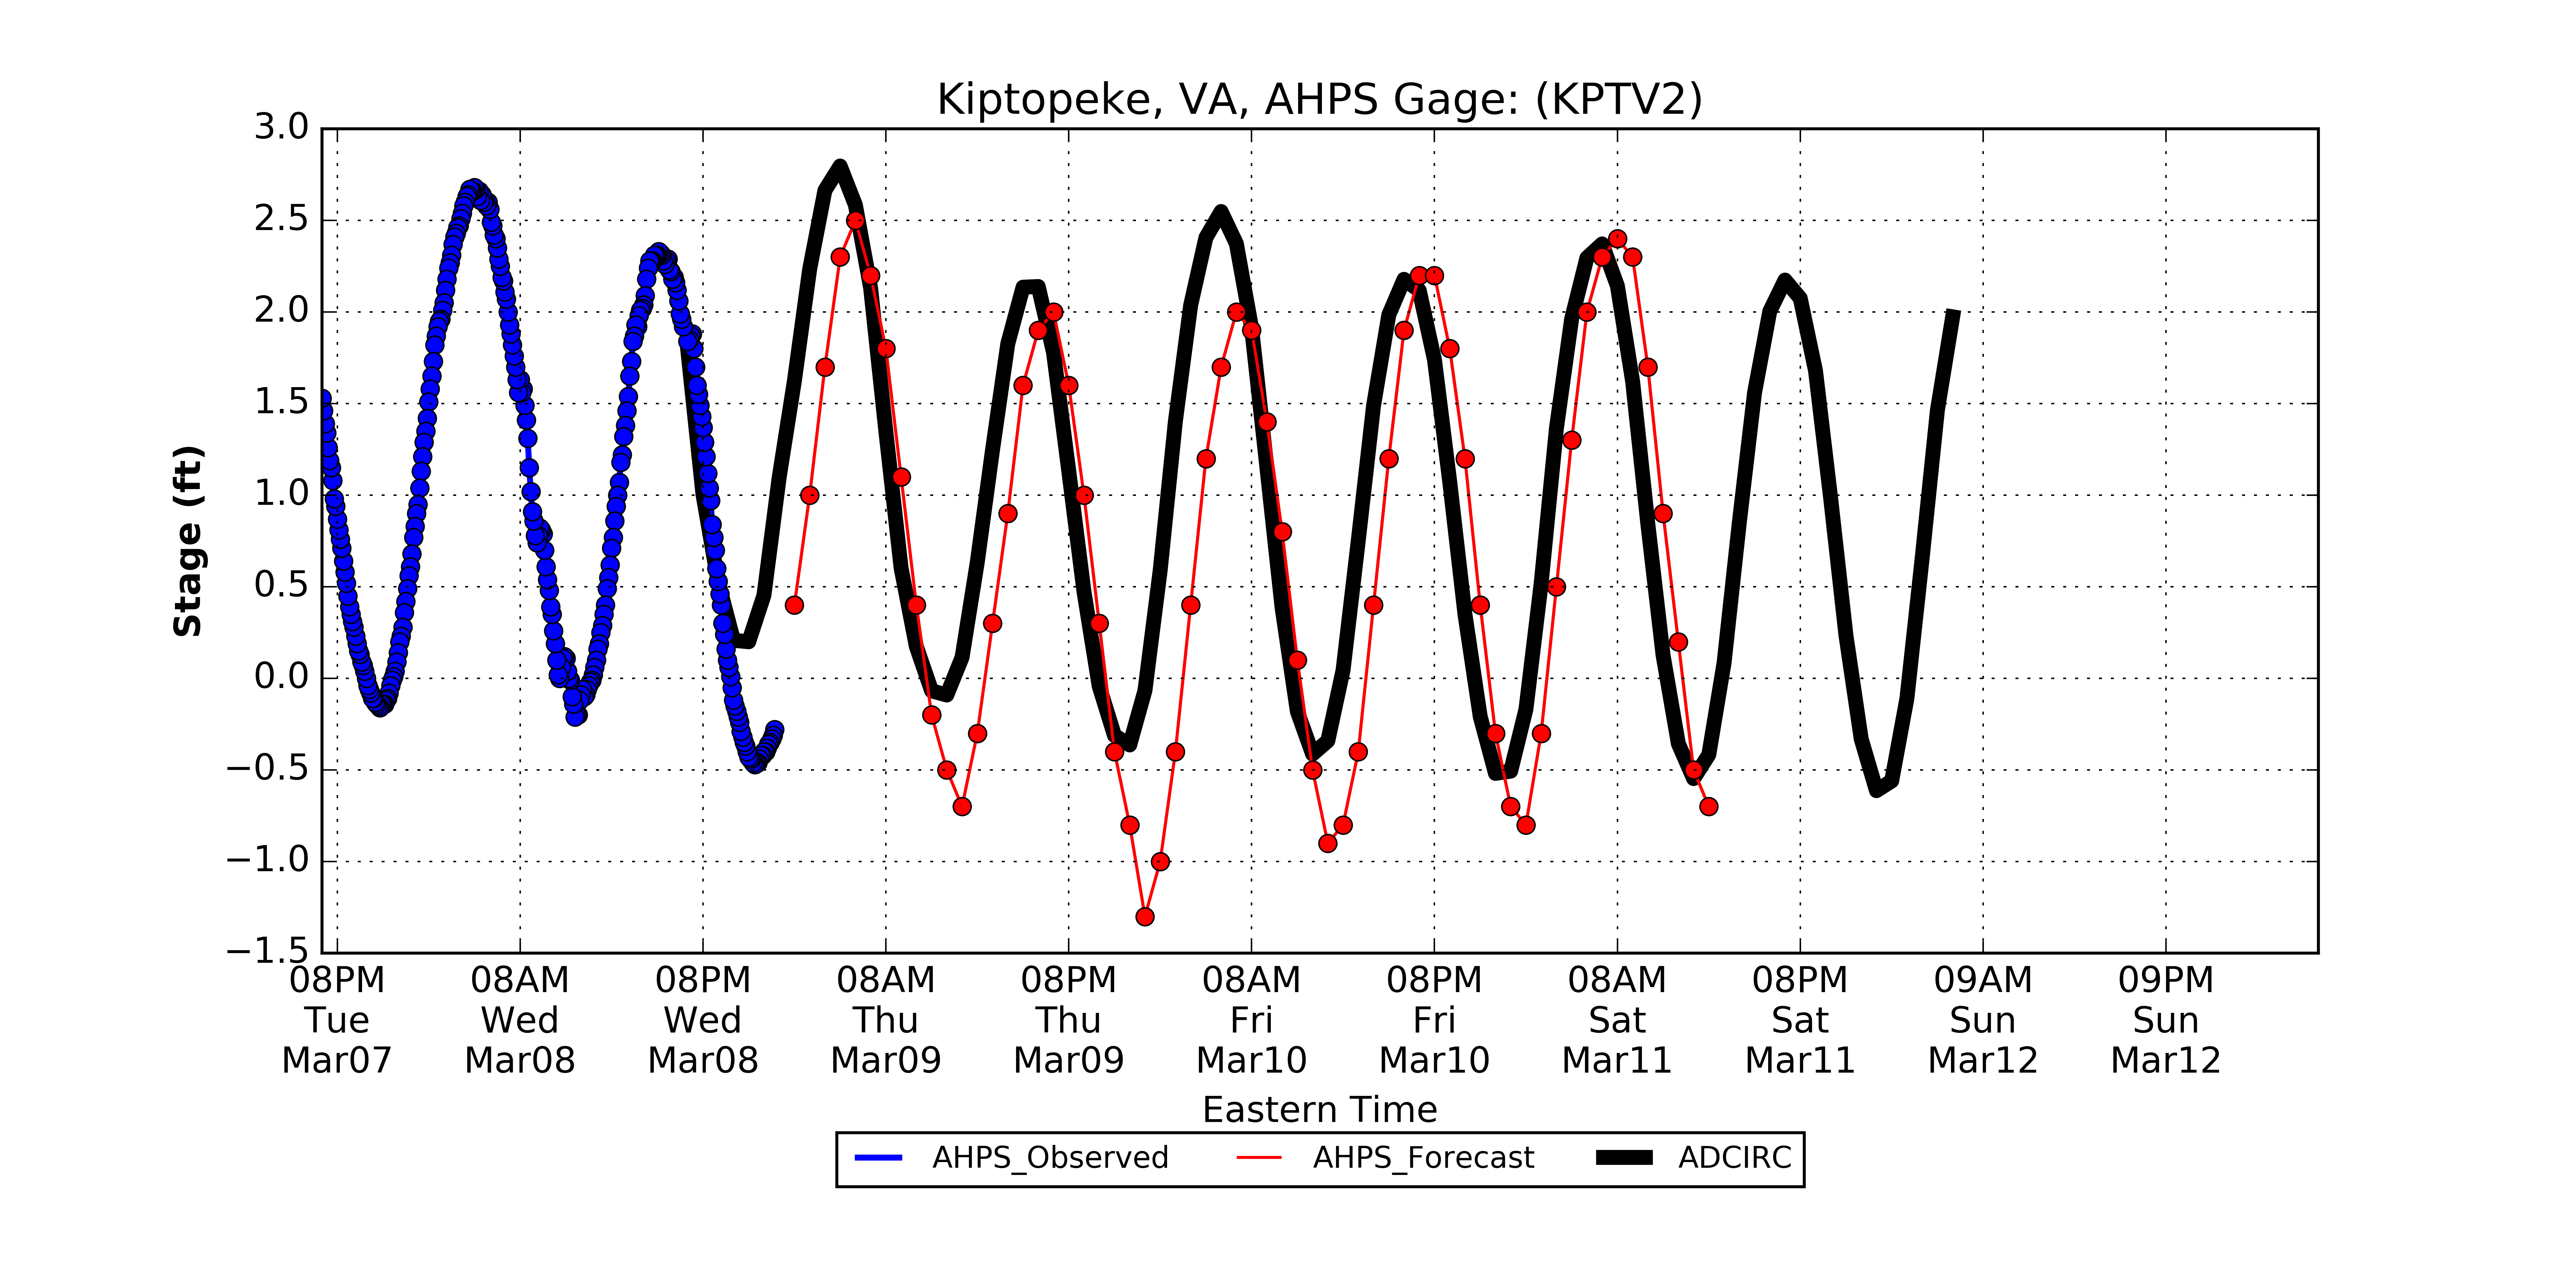 Kiptopeke, VA, AHPS Gage: (KPTV2)
3.0
2.5
2.0
1.5
1.0
0.5
0.0
−0.5
−1.0
−1.5
Stage (ft)
08PM 08AM 08PM 08AM 08PM 08AM 08PM 08AM 08PM 09AM 09PM
Tue Wed Wed Thu Thu Fri Fri Sat Sat Sun Sun
Mar07 Mar08 Mar08 Mar09 Mar09 Mar10 Mar10 Mar11 Mar11 Mar12 Mar12
Eastern Time
AHPS_Observed AHPS_Forecast ADCIRC